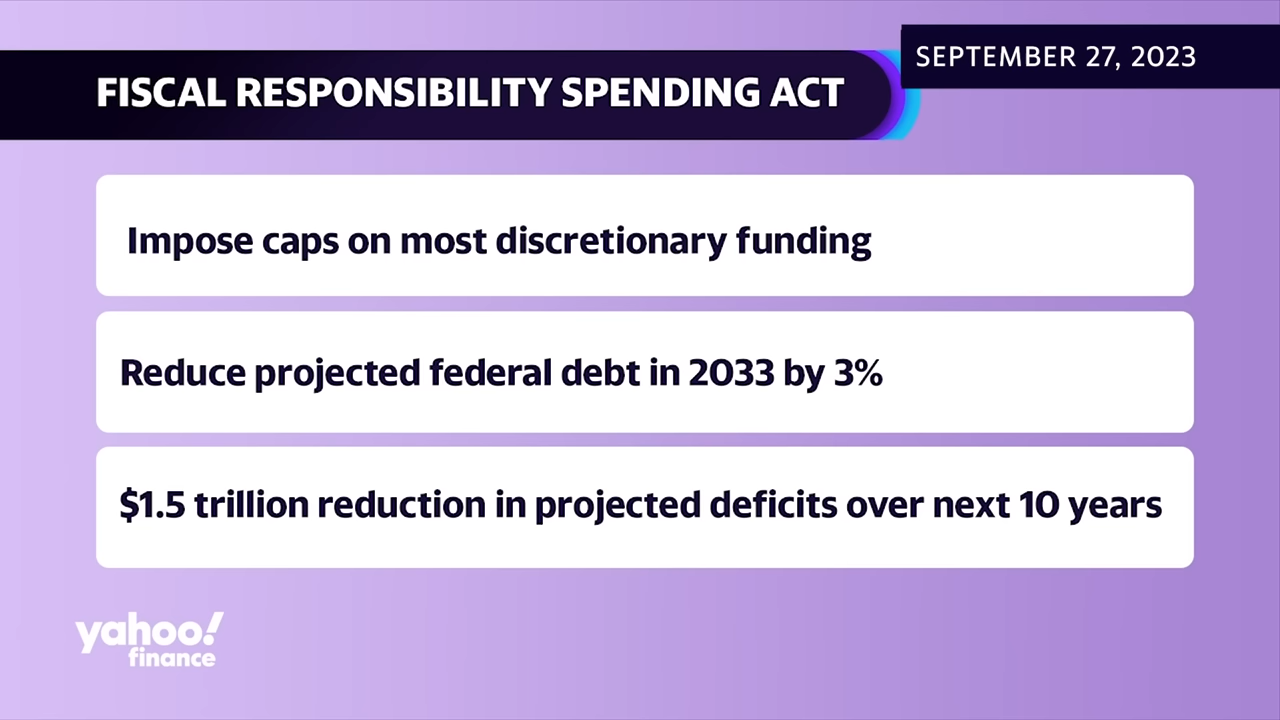 SEPTEMBER 27, 2023
FISCAL RESPONSIBILITY SPENDING ACT
Impose caps on most discretionary funding
Reduce projected federal debt in 2033 by 3%
$1.5 trillion reduction in projected deficits over next 10 years
yahoo!
finance